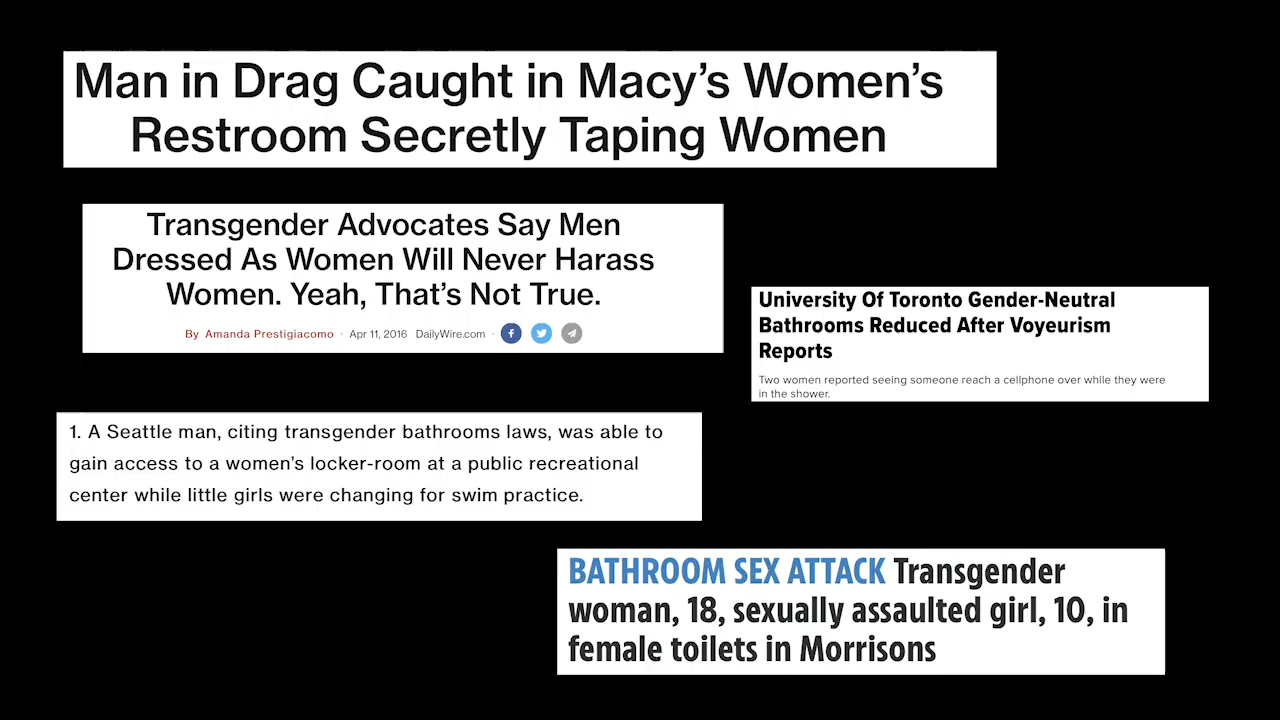 Man in Drag Caught in Macy’s Women’s
Restroom Secretly Taping Women
Transgender Advocates Say Men
Dressed As Women Will Never Harass
Women. Yeah, That’s Not True.
By Amanda Prestigiacomo · Apr 11, 2016 DailyWire.com ·
University Of Toronto Gender-Neutral
Bathrooms Reduced After Voyeurism
Reports
Two women reported seeing someone reach a cellphone over while they were
in the shower.
1. A Seattle man, citing transgender bathrooms laws, was able to
gain access to a women’s locker-room at a public recreational
center while little girls were changing for swim practice.
BATHROOM SEX ATTACK Transgender
woman, 18, sexually assaulted girl, 10, in
female toilets in Morrisons